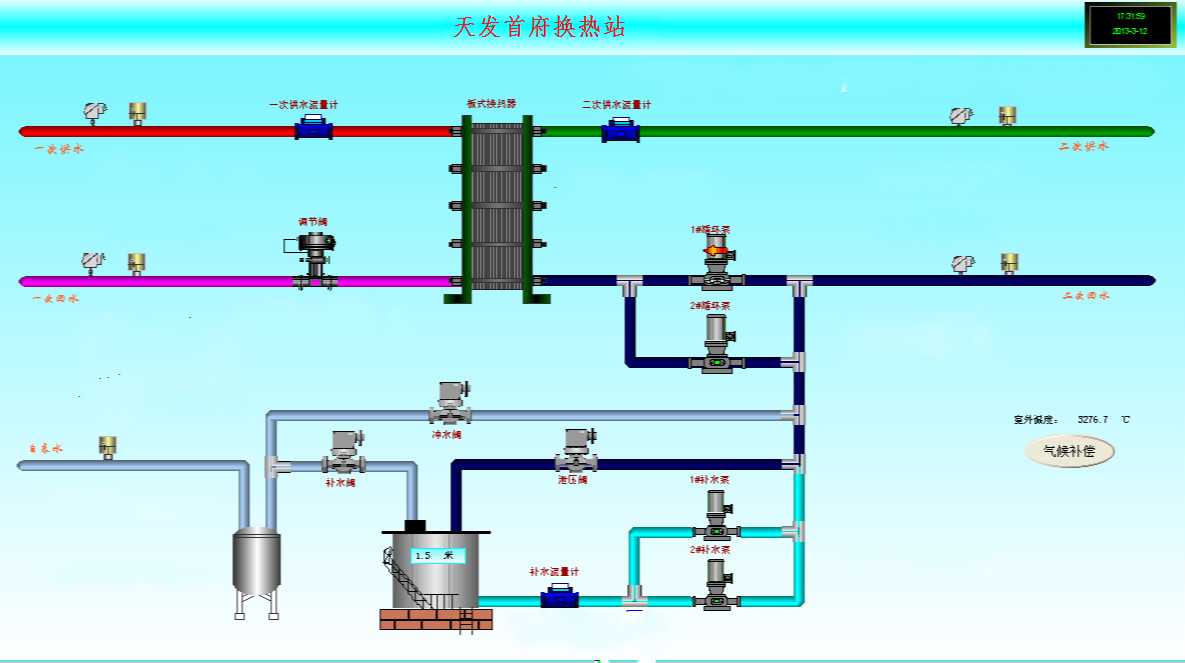 天发首府换热站
17:31:59
2013-3-12
一次供水流量计
板式换热器
二次供水流量计
一次供水
二次供水
调节阀
1#循环泵
一次回水
二次回水
2#循环泵
室外温度： 3276.7 ℃
冲水阀
自来水
气候补偿
补水阀
泄压阀
1#补水泵
1.5 米
2#补水泵
补水流量计